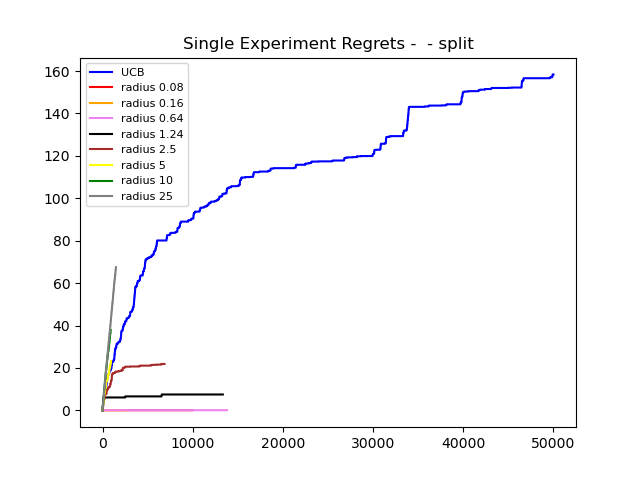 Single Experiment Regrets -  - split
160
140
120
100
80
60
40
20
0
UCB
radius 0.08
radius 0.16
radius 0.64
radius 1.24
radius 2.5
radius 5
radius 10
radius 25
0 10000 20000 30000 40000 50000